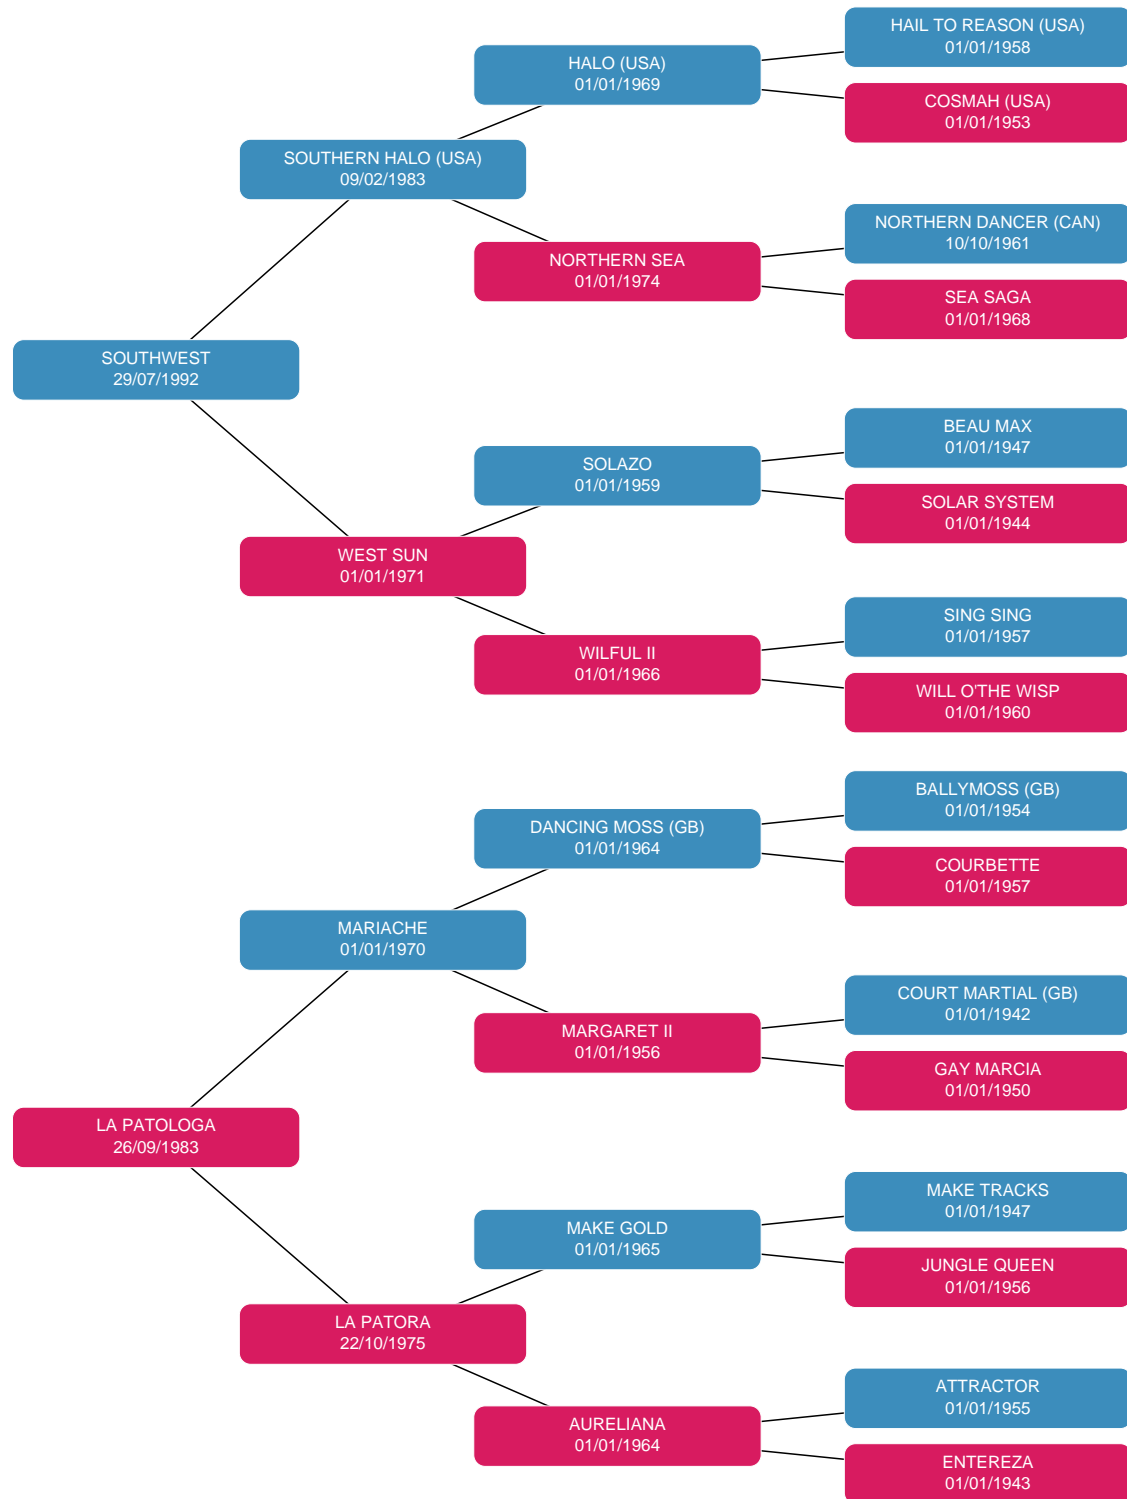 HAIL TO REASON (USA)
01/01/1958
HALO (USA)
01/01/1969
COSMAH (USA)
01/01/1953
SOUTHERN HALO (USA)
09/02/1983
NORTHERN DANCER (CAN)
10/10/1961
NORTHERN SEA
01/01/1974
SEA SAGA
01/01/1968
SOUTHWEST
29/07/1992
BEAU MAX
01/01/1947
SOLAZO
01/01/1959
SOLAR SYSTEM
01/01/1944
WEST SUN
01/01/1971
SING SING
01/01/1957
WILFUL II
01/01/1966
WILL O'THE WISP
01/01/1960
BALLYMOSS (GB)
01/01/1954
DANCING MOSS (GB)
01/01/1964
COURBETTE
01/01/1957
MARIACHE
01/01/1970
COURT MARTIAL (GB)
01/01/1942
MARGARET II
01/01/1956
GAY MARCIA
01/01/1950
LA PATOLOGA
26/09/1983
MAKE TRACKS
01/01/1947
MAKE GOLD
01/01/1965
JUNGLE QUEEN
01/01/1956
LA PATORA
22/10/1975
ATTRACTOR
01/01/1955
AURELIANA
01/01/1964
ENTEREZA
01/01/1943